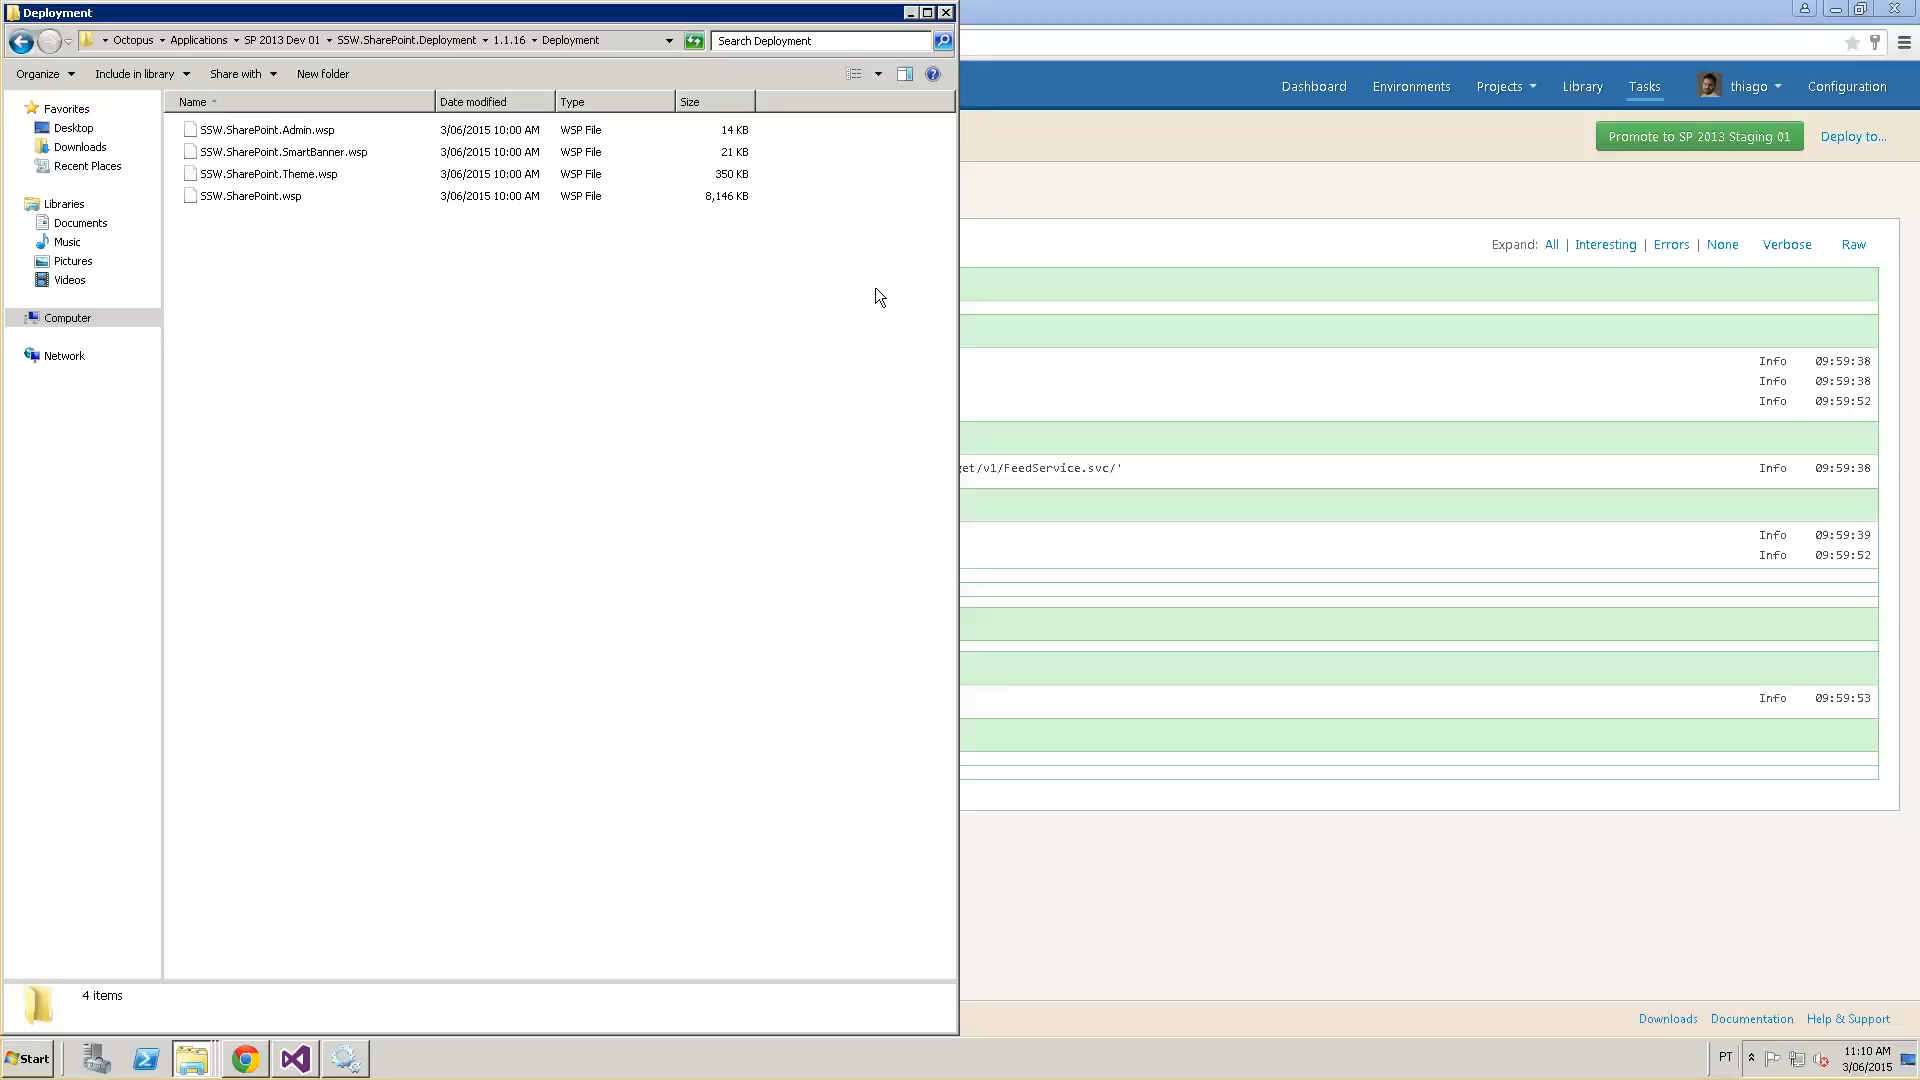 Deployment
Octopus Applications SP 2013 Dev 01 SSW.SharePoint.Deployment 1.1.16 Deployment
Search Deployment
Organize Include in library Share with New folder
Favorites
Desktop
Downloads
Recent Places
Libraries
Documents
Music
Pictures
Videos
Computer
Network
Name Date modified Type Size
SSW.SharePoint.Admin.wsp 3/06/2015 10:00 AM WSP File 14 KB
SSW.SharePoint.SmartBanner.wsp 3/06/2015 10:00 AM WSP File 21 KB
SSW.SharePoint.Theme.wsp 3/06/2015 10:00 AM WSP File 350 KB
SSW.SharePoint.wsp 3/06/2015 10:00 AM WSP File 8,146 KB
4 items
Dashboard Environments Projects Library Tasks thiago Configuration
Promote to SP 2013 Staging 01 Deploy to...
Expand: All | Interesting | Errors | None Verbose Raw
Info 09:59:38
Info 09:59:38
Info 09:59:52
get/v1/FeedService.svc/' Info 09:59:38
Info 09:59:39
Info 09:59:52
Info 09:59:53
Downloads Documentation Help & Support
Start PT 11:10 AM
3/06/2015